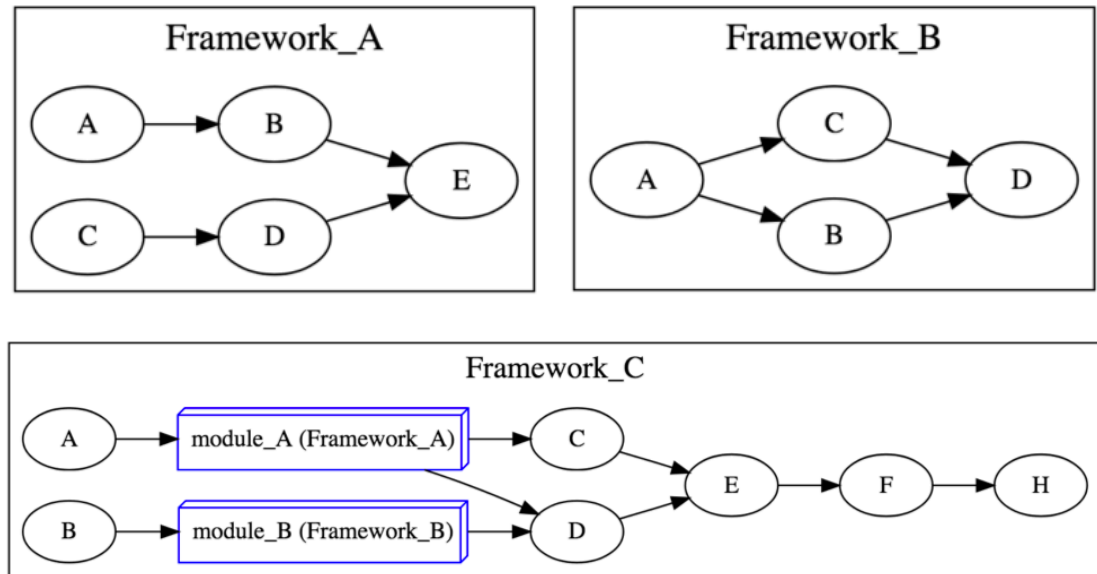 Framework_A
A
B
E
C
D
Framework_B
C
A
D
B
Framework_C
A
module_A (Framework_A)
C
E
F
H
B
module_B (Framework_B)
D